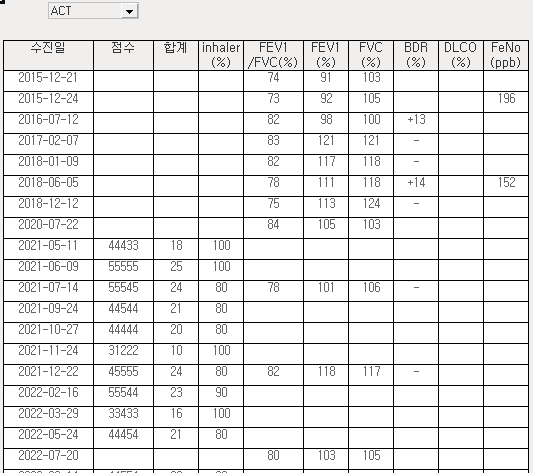 ACT
수진일 점수 합계 inhaler (%) FEV1 /FVC(%) FEV1 (%) FVC (%) BDR (%) DLCO (%) FeNo (ppb)
2015-12-21 74 91 103
2015-12-24 73 92 105 196
2016-07-12 82 98 100 +13
2017-02-07 83 121 121 -
2018-01-09 82 117 118 -
2018-06-05 78 111 118 +14 152
2018-12-12 75 113 124 -
2020-07-22 84 105 103
2021-05-11 44433 18 100
2021-06-09 55555 25 100
2021-07-14 55545 24 80 78 101 106 -
2021-09-24 44544 21 80
2021-10-27 44444 20 80
2021-11-24 31222 10 100
2021-12-22 45555 24 80 82 118 117 -
2022-02-16 55544 23 90
2022-03-29 33433 16 100
2022-05-24 44454 21 80
2022-07-20 80 103 105